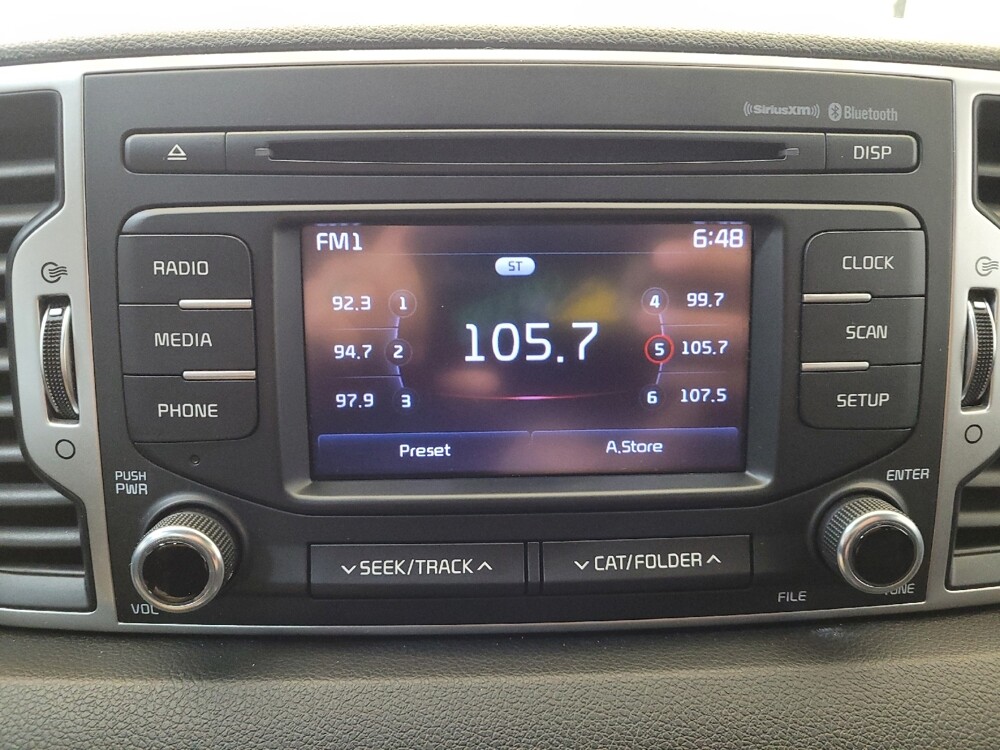 SiriusXM Bluetooth
DISP
FM1 6:48
ST
RADIO
MEDIA
PHONE
92.3 1
94.7 2
97.9 3
105.7
4 99.7
5 105.7
6 107.5
Preset A.Store
CLOCK
SCAN
SETUP
PUSH
PWR
VOL
SEEK/TRACK
CAT/FOLDER
ENTER
FILE
TUNE